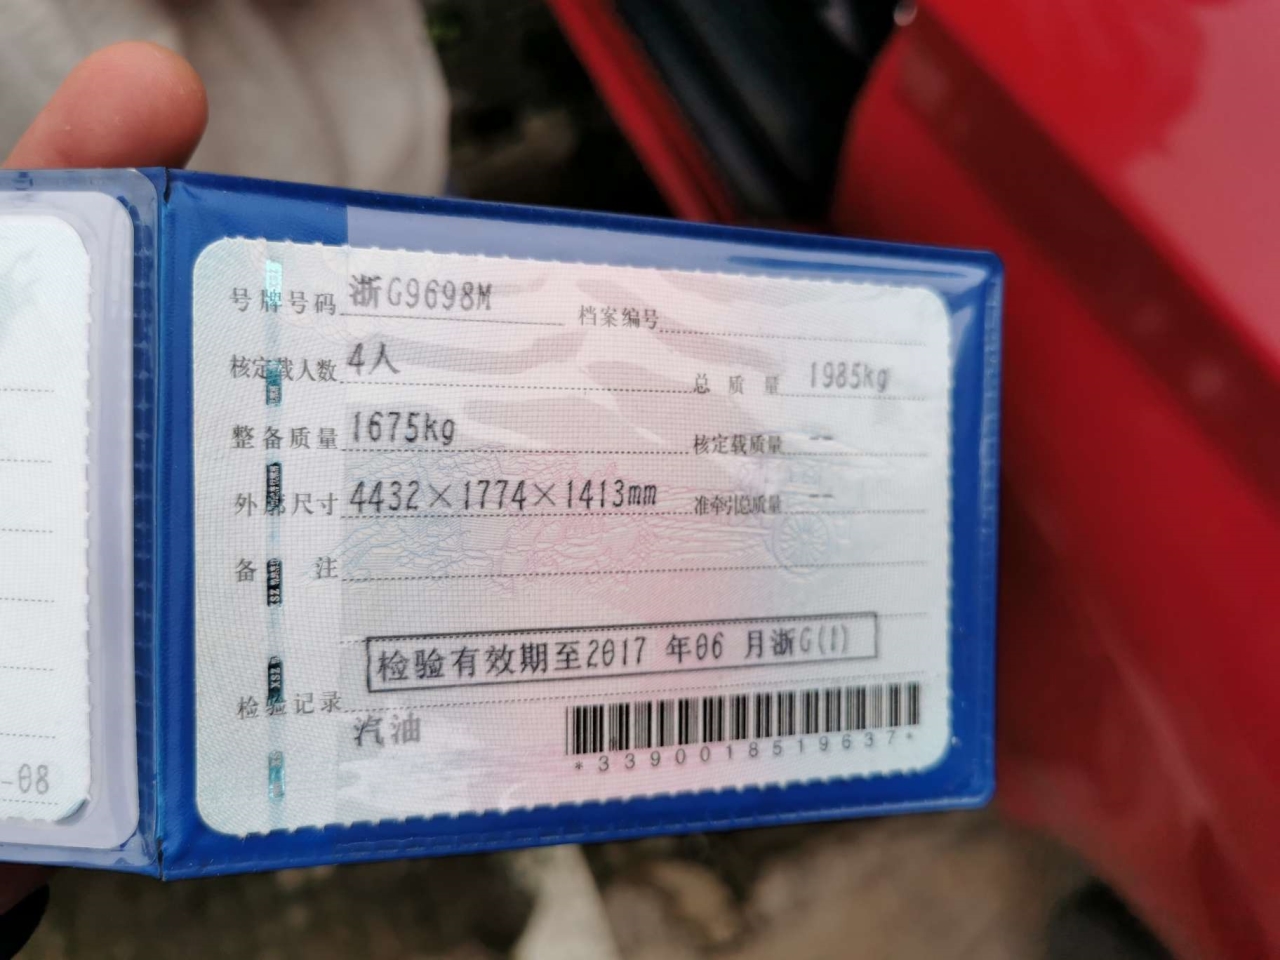 号牌号码 浙G9698M 档案编号
核定载人数 4人 总质量 1985kg
整备质量 1675kg 核定载质量 --
外廓尺寸 4432×1774×1413mm 准牵引总质量 --
备注
检验有效期至2017 年06 月浙G(1)
检验记录
汽油
*3390018519637*
-08